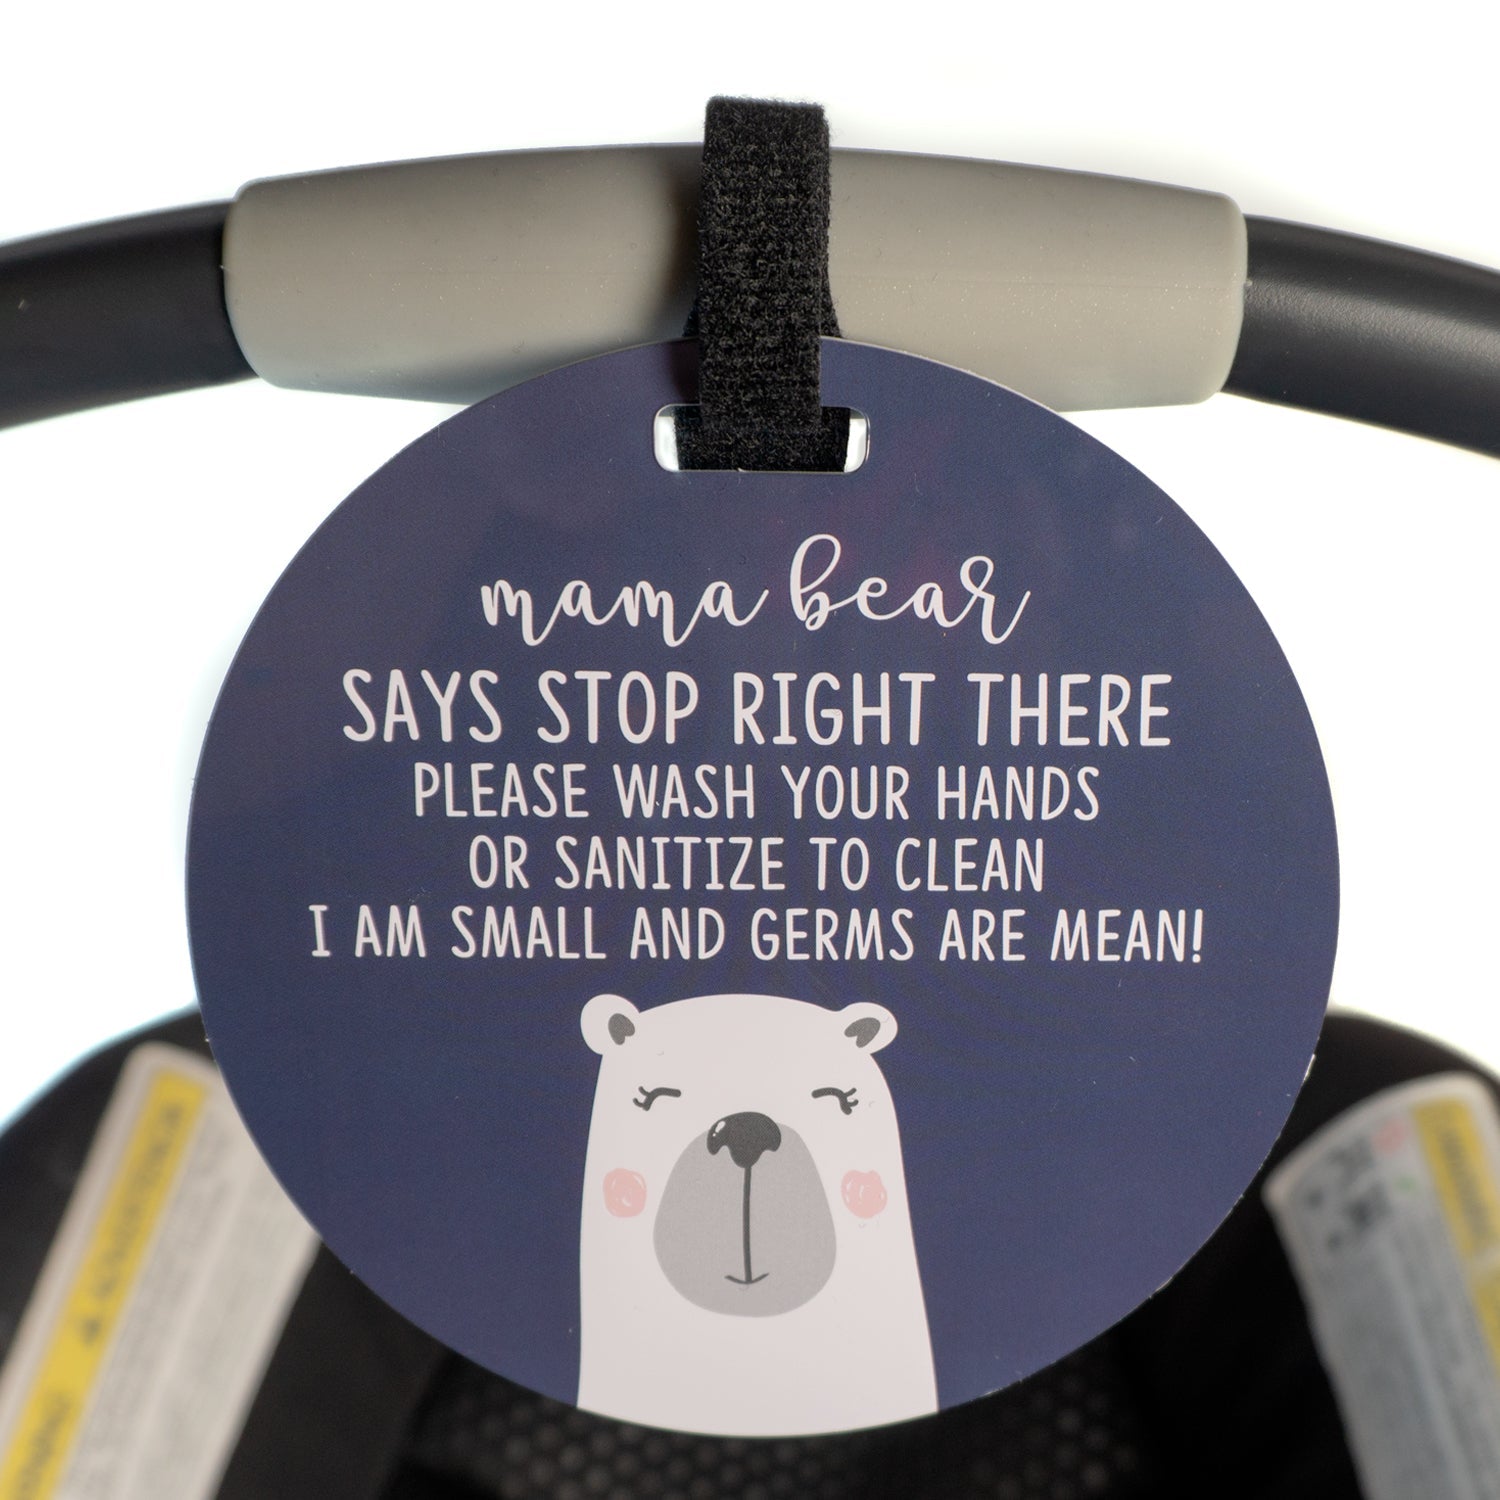 mama bear
SAYS STOP RIGHT THERE
PLEASE WASH YOUR HANDS
OR SANITIZE TO CLEAN
I AM SMALL AND GERMS ARE MEAN!